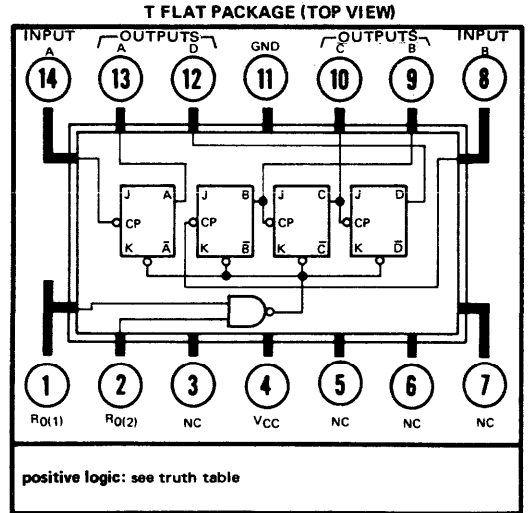 T FLAT PACKAGE (TOP VIEW)
INPUT OUTPUTS OUTPUTS INPUT
A A D GND C B B
14 13 12 11 10 9 8
J A J B J C J D
CP CP CP CP
K A̅ K B̅ K C̅ K D̅
1 2 3 4 5 6 7
R0(1) R0(2) NC VCC NC NC NC
positive logic: see truth table